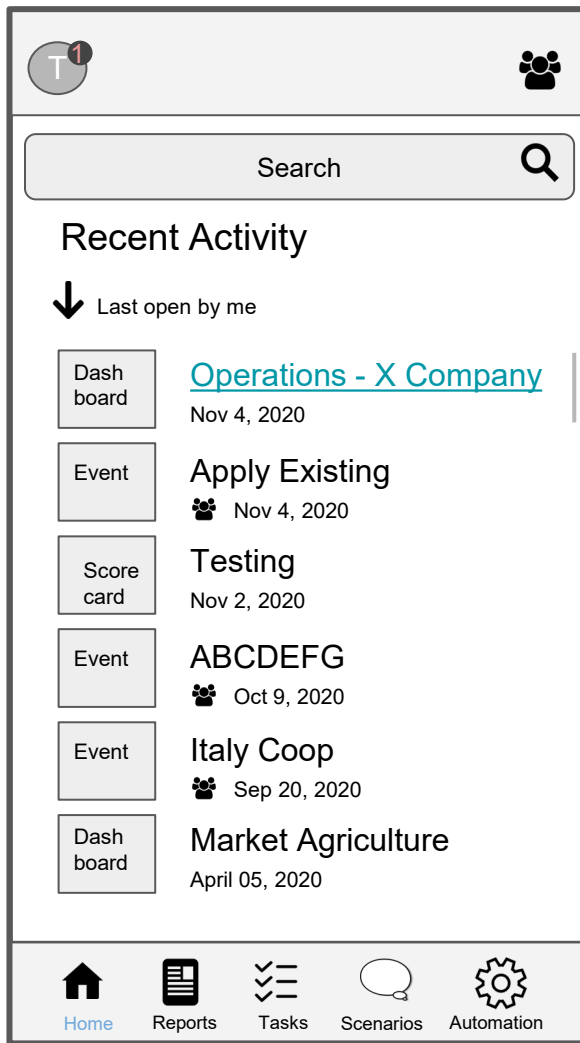 T
1
Search
Recent Activity
Last open by me
Dash
board
Operations - X Company
Nov 4, 2020
Event
Apply Existing
Nov 4, 2020
Score
card
Testing
Nov 2, 2020
Event
ABCDEFG
Oct 9, 2020
Event
Italy Coop
Sep 20, 2020
Dash
board
Market Agriculture
April 05, 2020
Home
Reports
Tasks
Scenarios
Automation